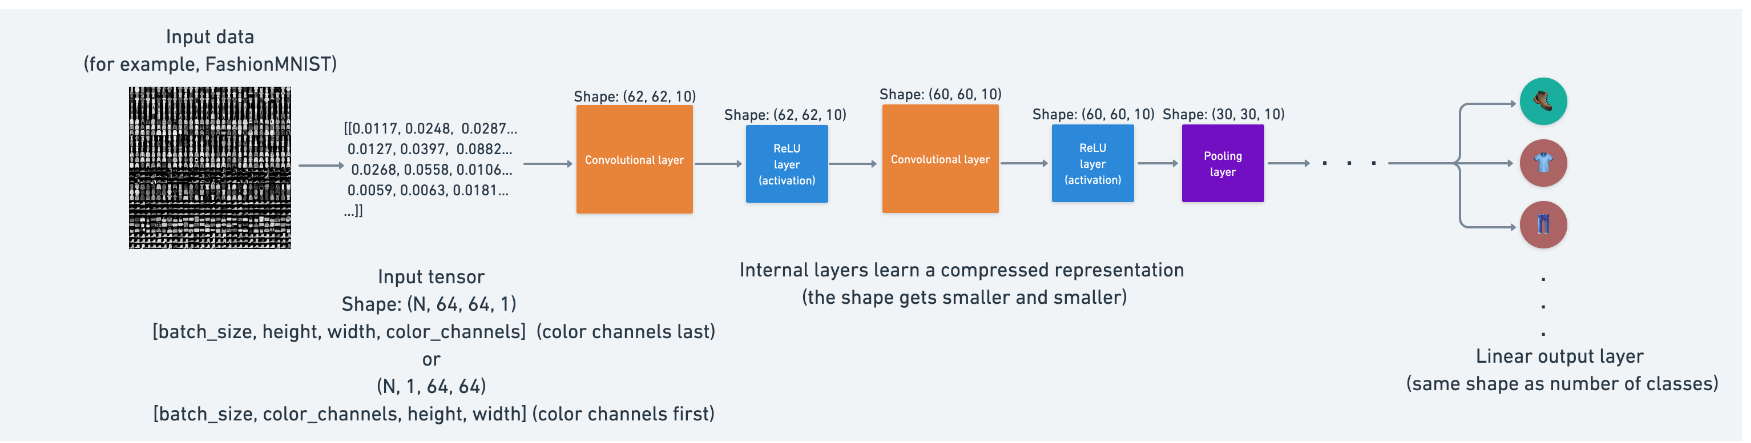 Input data
(for example, FashionMNIST)
[[0.0117, 0.0248, 0.0287...
0.0127, 0.0397, 0.0882...
0.0268, 0.0558, 0.0106...
0.0059, 0.0063, 0.0181...
...]]
Input tensor
Shape: (N, 64, 64, 1)
[batch_size, height, width, color_channels] (color channels last)
or
(N, 1, 64, 64)
[batch_size, color_channels, height, width] (color channels first)
Shape: (62, 62, 10)
Convolutional layer
Shape: (62, 62, 10)
ReLU
layer
(activation)
Shape: (60, 60, 10)
Convolutional layer
Shape: (60, 60, 10)
ReLU
layer
(activation)
Shape: (30, 30, 10)
Pooling
layer
. . .
Internal layers learn a compressed representation
(the shape gets smaller and smaller)
.
.
.
Linear output layer
(same shape as number of classes)